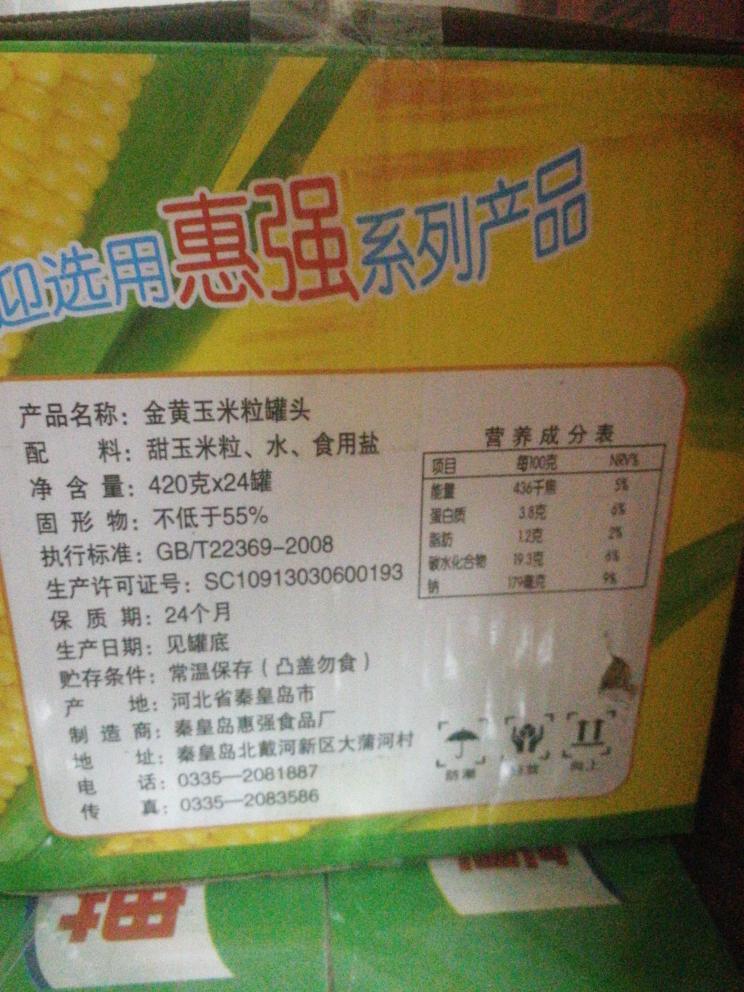 迎选用惠强系列产品
产品名称：金黄玉米粒罐头
配 料：甜玉米粒、水、食用盐
净 含 量：420克x24罐
固 形 物：不低于55%
执行标准：GB/T22369-2008
生产许可证号：SC10913030600193
保 质 期：24个月
生产日期：见罐底
贮存条件：常温保存（凸盖勿食）
产 地：河北省秦皇岛市
制 造 商：秦皇岛惠强食品厂
地 址：秦皇岛北戴河新区大蒲河村
电 话：0335—2081887
传 真：0335—2083586
营养成分表
项目 每100克 NRV%
能量 436千焦 5%
蛋白质 3.8克 6%
脂肪 1.2克 2%
碳水化合物 19.3克 6%
钠 179毫克 9%
防潮
向上